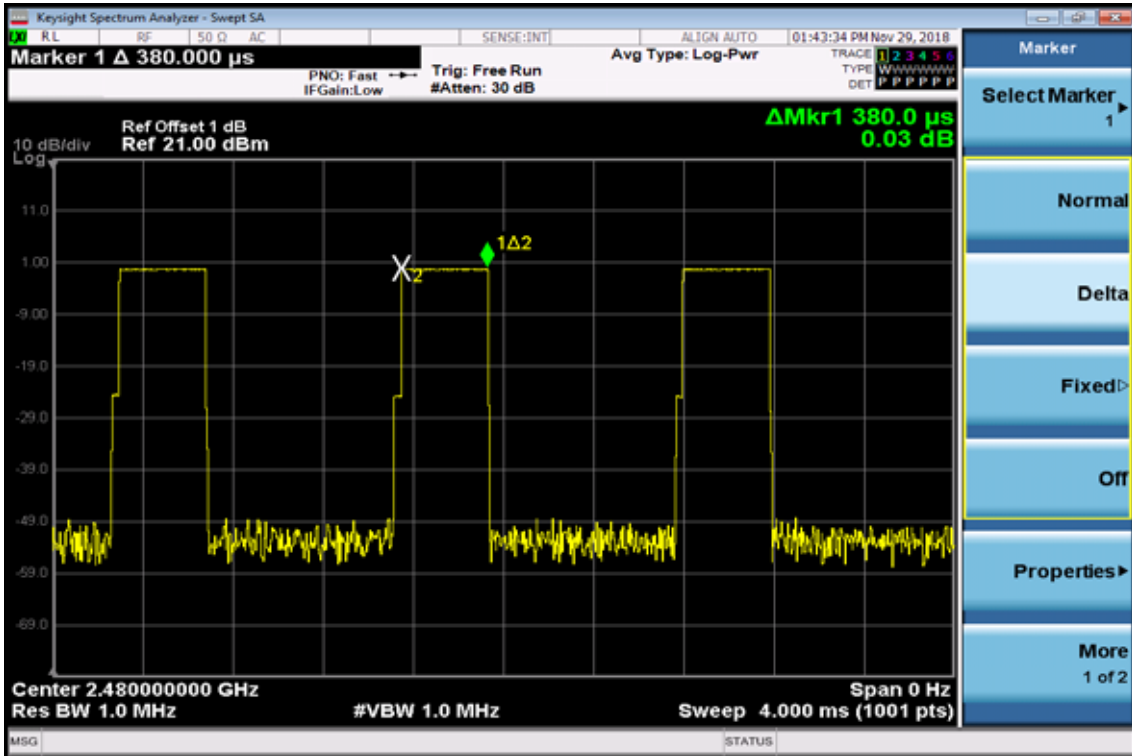 Keysight Spectrum Analyzer - Swept SA
LXI RL RF 50 Ω AC SENSE:INT ALIGN AUTO 01:43:34 PM Nov 29, 2018
Marker 1 Δ 380.000 µs
PNO: Fast
IFGain:Low
Trig: Free Run
#Atten: 30 dB
Avg Type: Log-Pwr
TRACE 1 2 3 4 5 6
TYPE WWWWWW
DET P P P P P P
ΔMkr1 380.0 µs
0.03 dB
Ref Offset 1 dB
10 dB/div Ref 21.00 dBm
Log
11.0
1.00
-9.00
-19.0
-29.0
-39.0
-49.0
-59.0
-69.0
1Δ2
X2
Center 2.480000000 GHz Span 0 Hz
Res BW 1.0 MHz #VBW 1.0 MHz Sweep 4.000 ms (1001 pts)
MSG STATUS
Marker
Select Marker
1
Normal
Delta
Fixed
Off
Properties
More
1 of 2